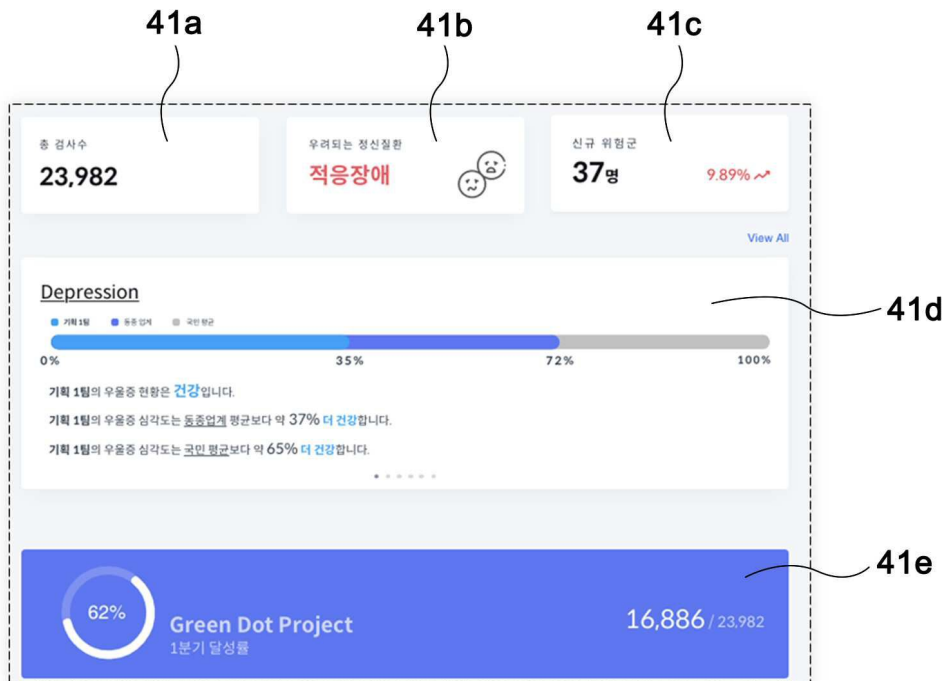 41a
41b
41c
총 검사수
23,982
우려되는 정신질환
적응장애
신규 위험군
37명
9.89%
View All
Depression
41d
기획 1팀
동종 업계
국민 평균
0%
35%
72%
100%
기획 1팀의 우울증 현황은 건강입니다.
기획 1팀의 우울증 심각도는 동종업계 평균보다 약 37% 더 건강합니다.
기획 1팀의 우울증 심각도는 국민 평균보다 약 65% 더 건강합니다.
41e
62%
Green Dot Project
1분기 달성률
16,886 / 23,982